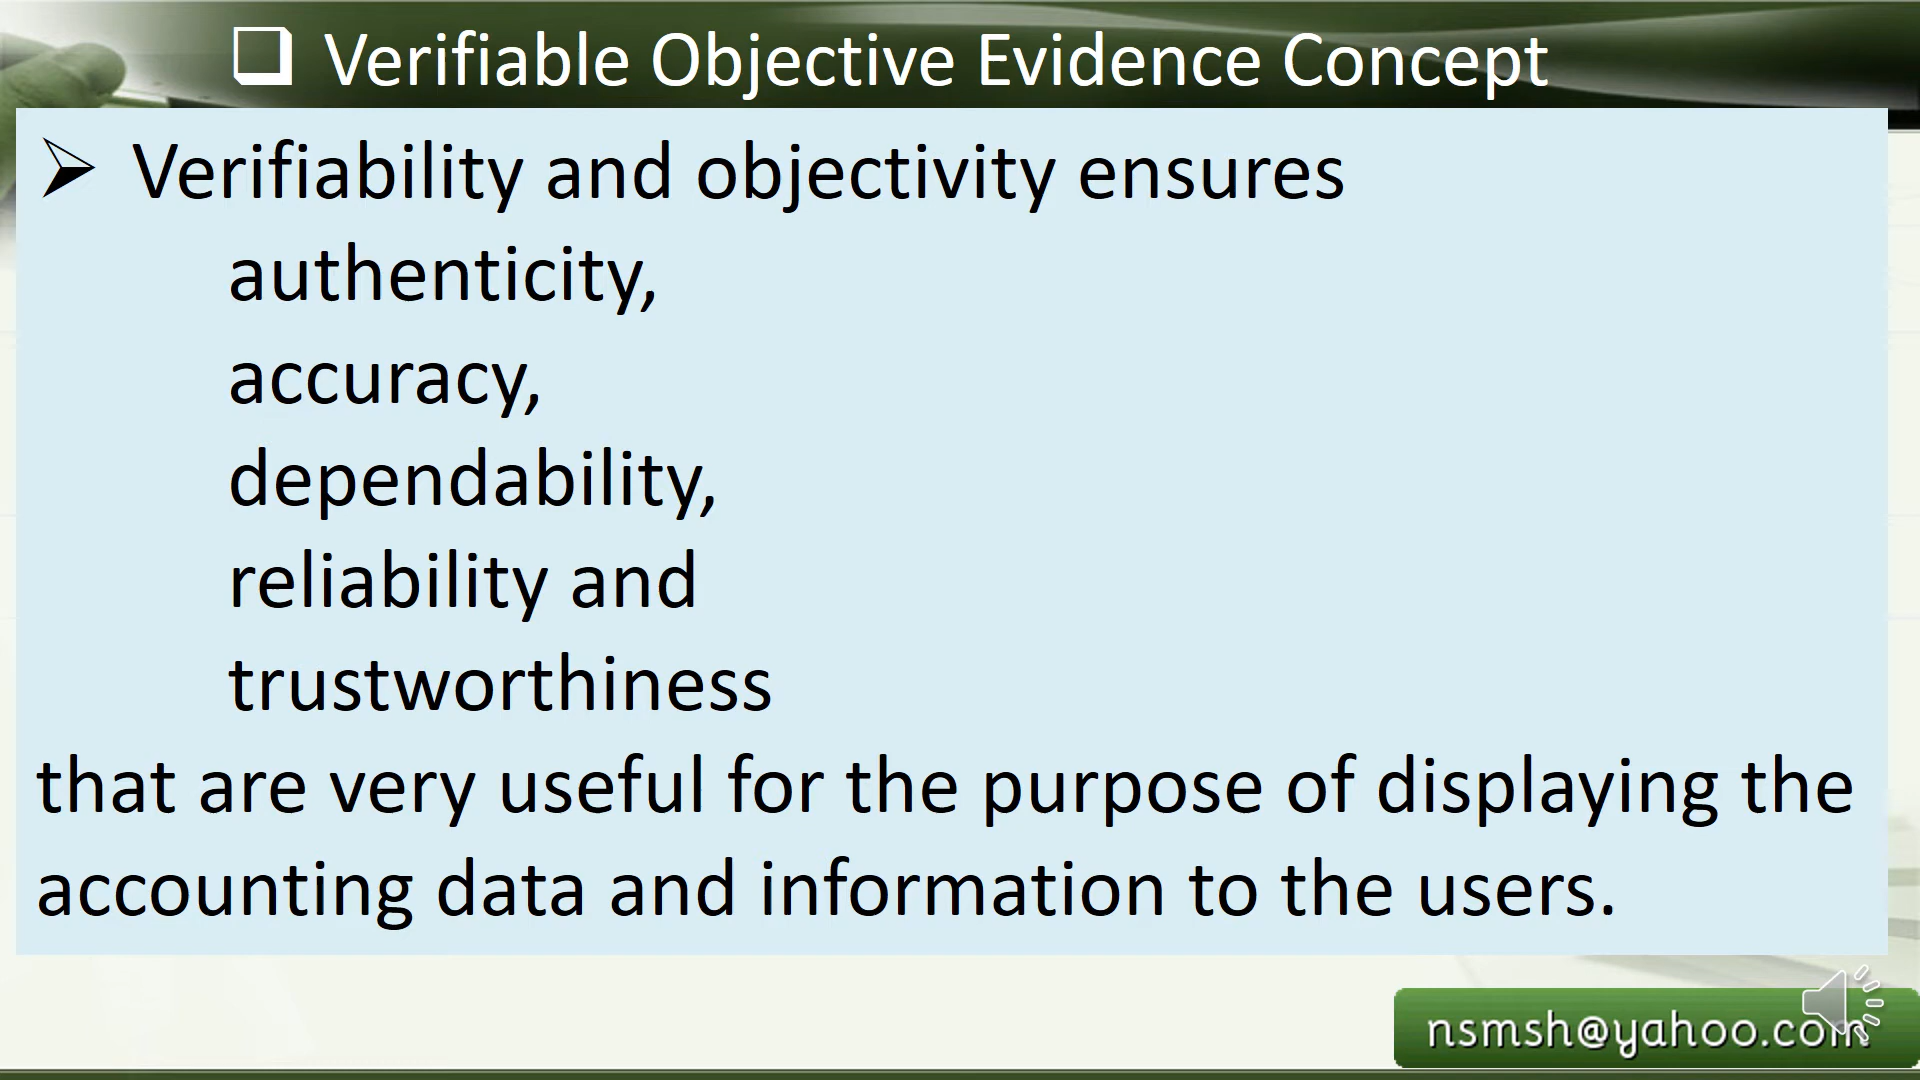 ❑ Verifiable Objective Evidence Concept
➢ Verifiability and objectivity ensures
authenticity,
accuracy,
dependability,
reliability and
trustworthiness
that are very useful for the purpose of displaying the
accounting data and information to the users.
nsmsh@yahoo.com